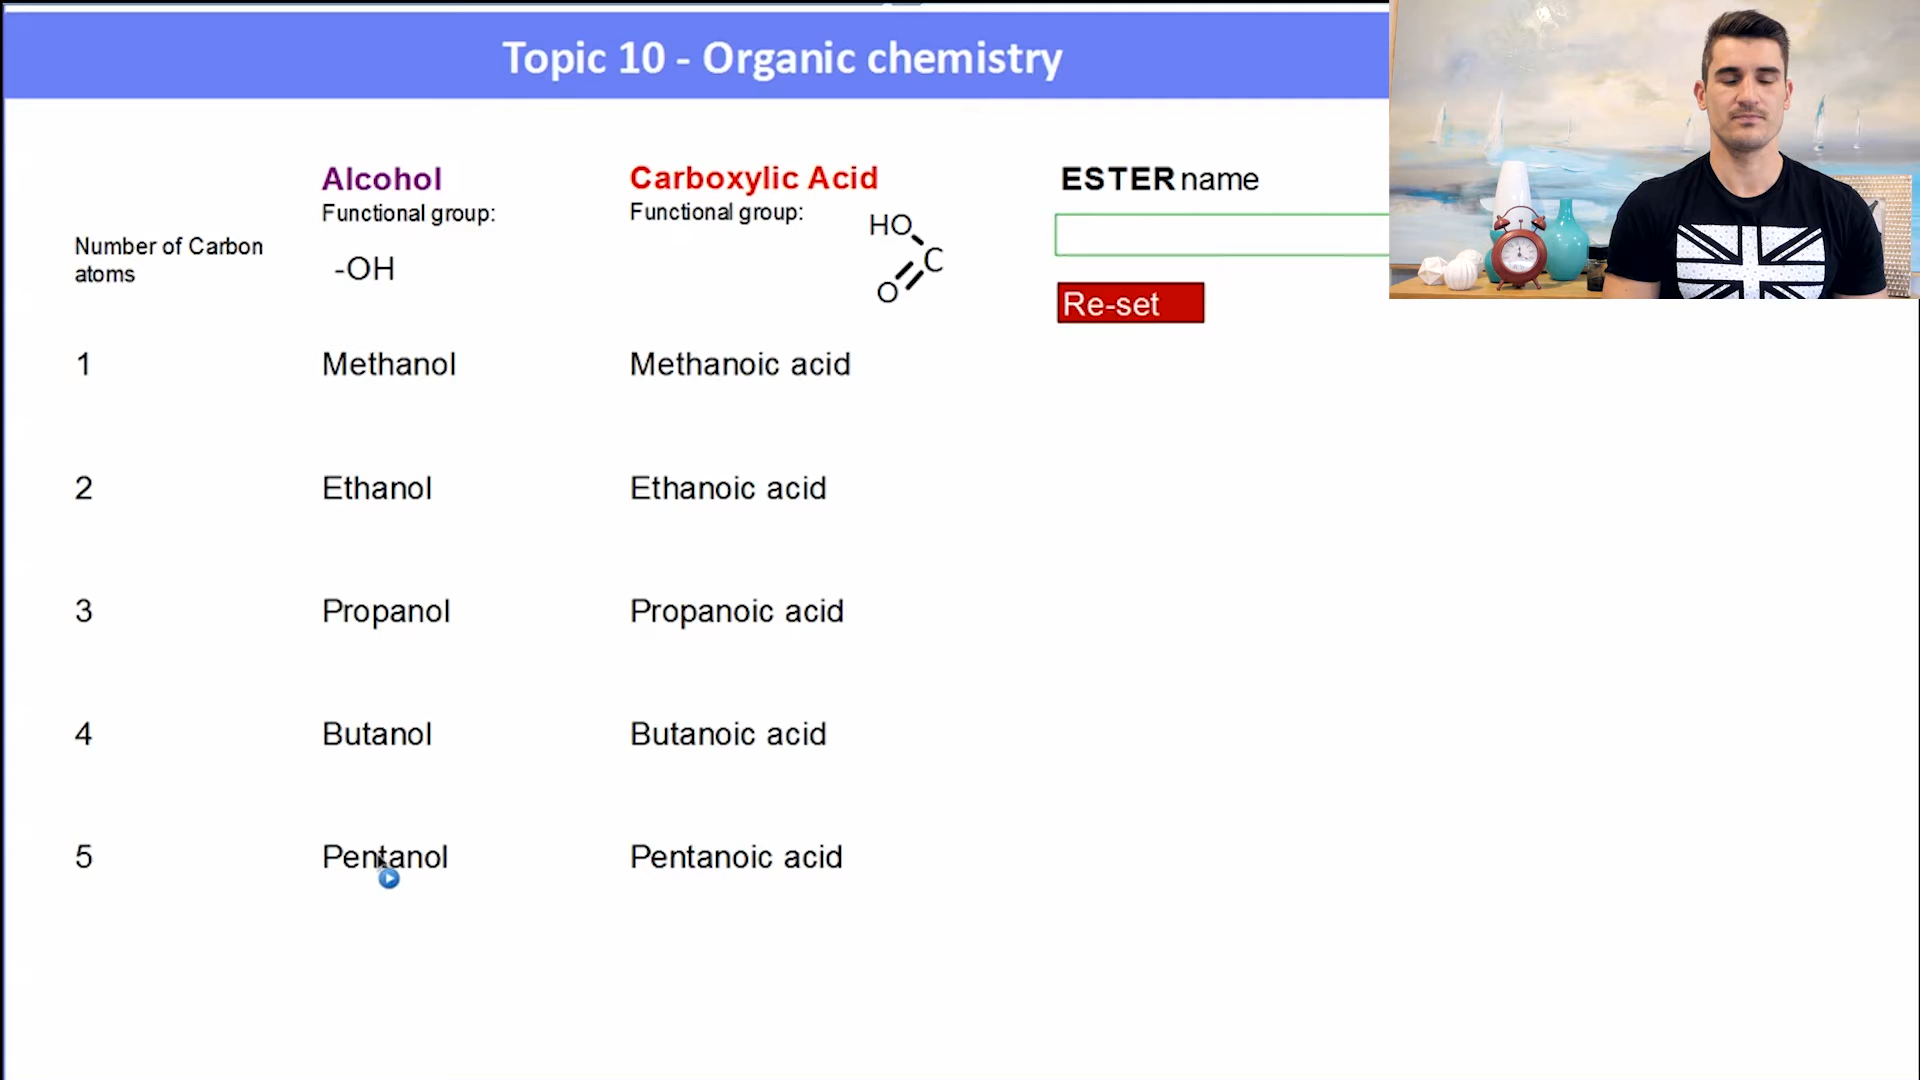 Topic 10 - Organic chemistry
Alcohol
Carboxylic Acid
ESTER name
Functional group:
Functional group:
Number of Carbon
atoms
-OH
HO
C
O
Re-set
1 Methanol Methanoic acid
2 Ethanol Ethanoic acid
3 Propanol Propanoic acid
4 Butanol Butanoic acid
5 Pentanol Pentanoic acid